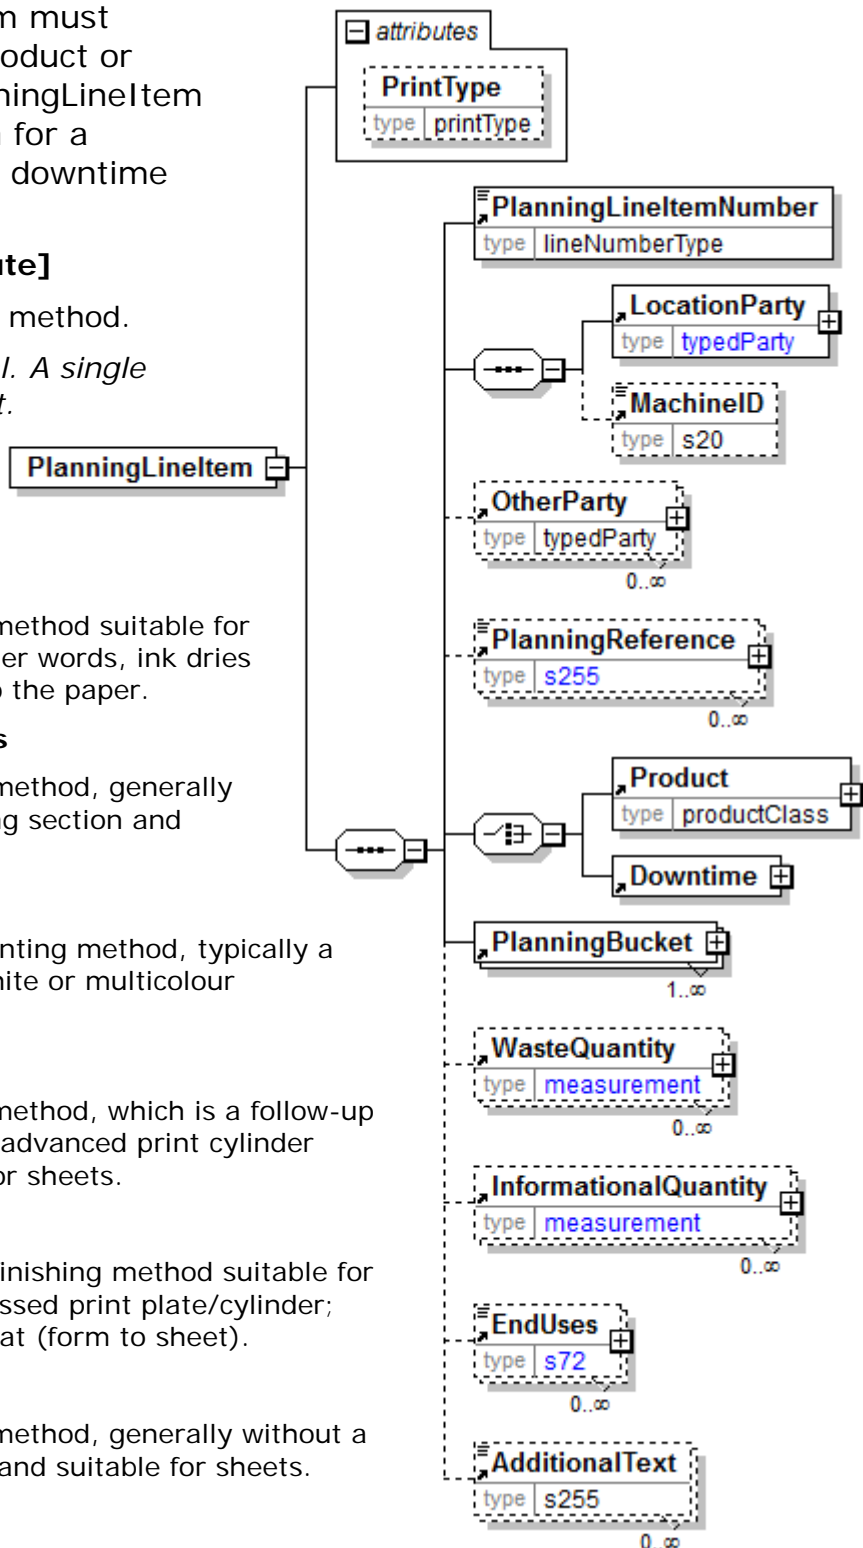 m must
oduct or
ningLineItem
for a
downtime
ute]
method.
l. A single
t.
method suitable for
er words, ink dries
o the paper.
s
method, generally
ng section and
nting method, typically a
hite or multicolour
method, which is a follow-up
advanced print cylinder
or sheets.
finishing method suitable for
ssed print plate/cylinder;
at (form to sheet).
method, generally without a
and suitable for sheets.
attributes
PrintType
type printType
PlanningLineItemNumber
type lineNumberType
LocationParty
type typedParty
MachineID
type s20
PlanningLineItem
OtherParty
type typedParty
0..∞
PlanningReference
type s255
0..∞
Product
type productClass
Downtime
PlanningBucket
1..∞
WasteQuantity
type measurement
0..∞
InformationalQuantity
type measurement
0..∞
EndUses
type s72
0..∞
AdditionalText
type s255
0..∞